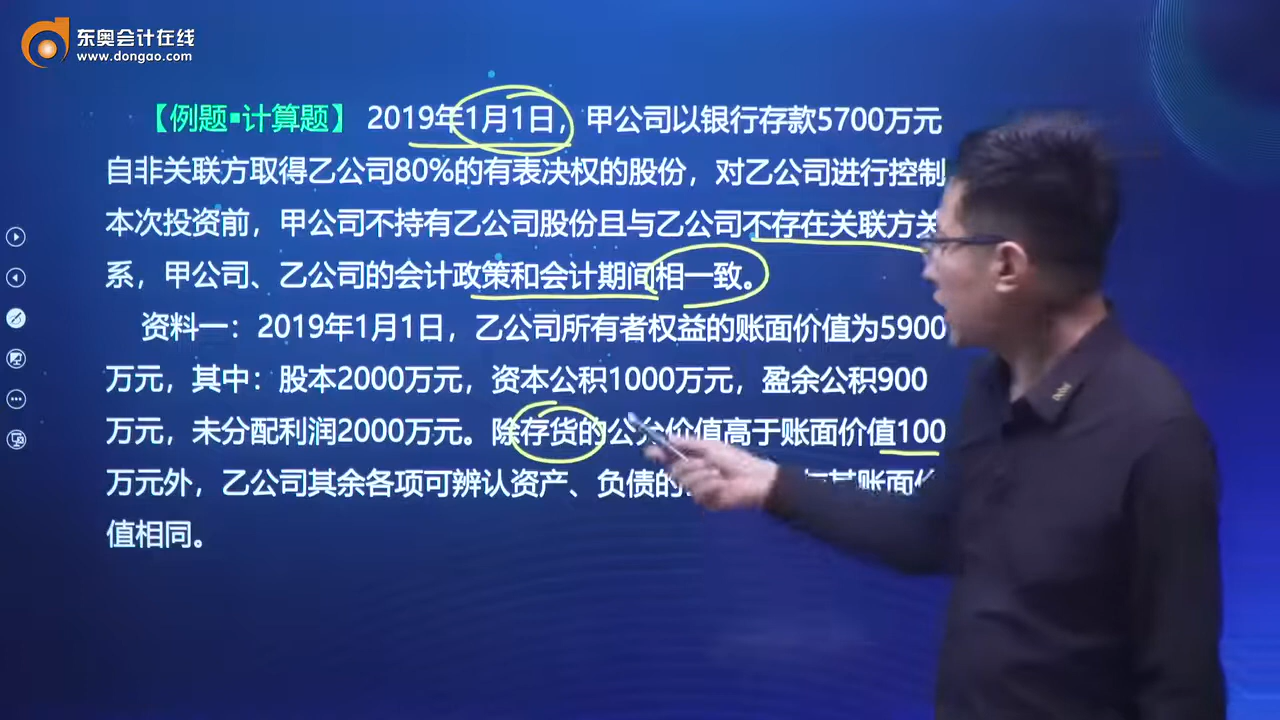 东奥会计在线
www.dongao.com
【例题▪计算题】 2019年1月1日，甲公司以银行存款5700万元
自非关联方取得乙公司80%的有表决权的股份，对乙公司进行控制
本次投资前，甲公司不持有乙公司股份且与乙公司不存在关联方关
系，甲公司、乙公司的会计政策和会计期间相一致。
资料一：2019年1月1日，乙公司所有者权益的账面价值为5900
万元，其中：股本2000万元，资本公积1000万元，盈余公积900
万元，未分配利润2000万元。除存货的公允价值高于账面价值100
万元外，乙公司其余各项可辨认资产、负债的 其账面价
值相同。